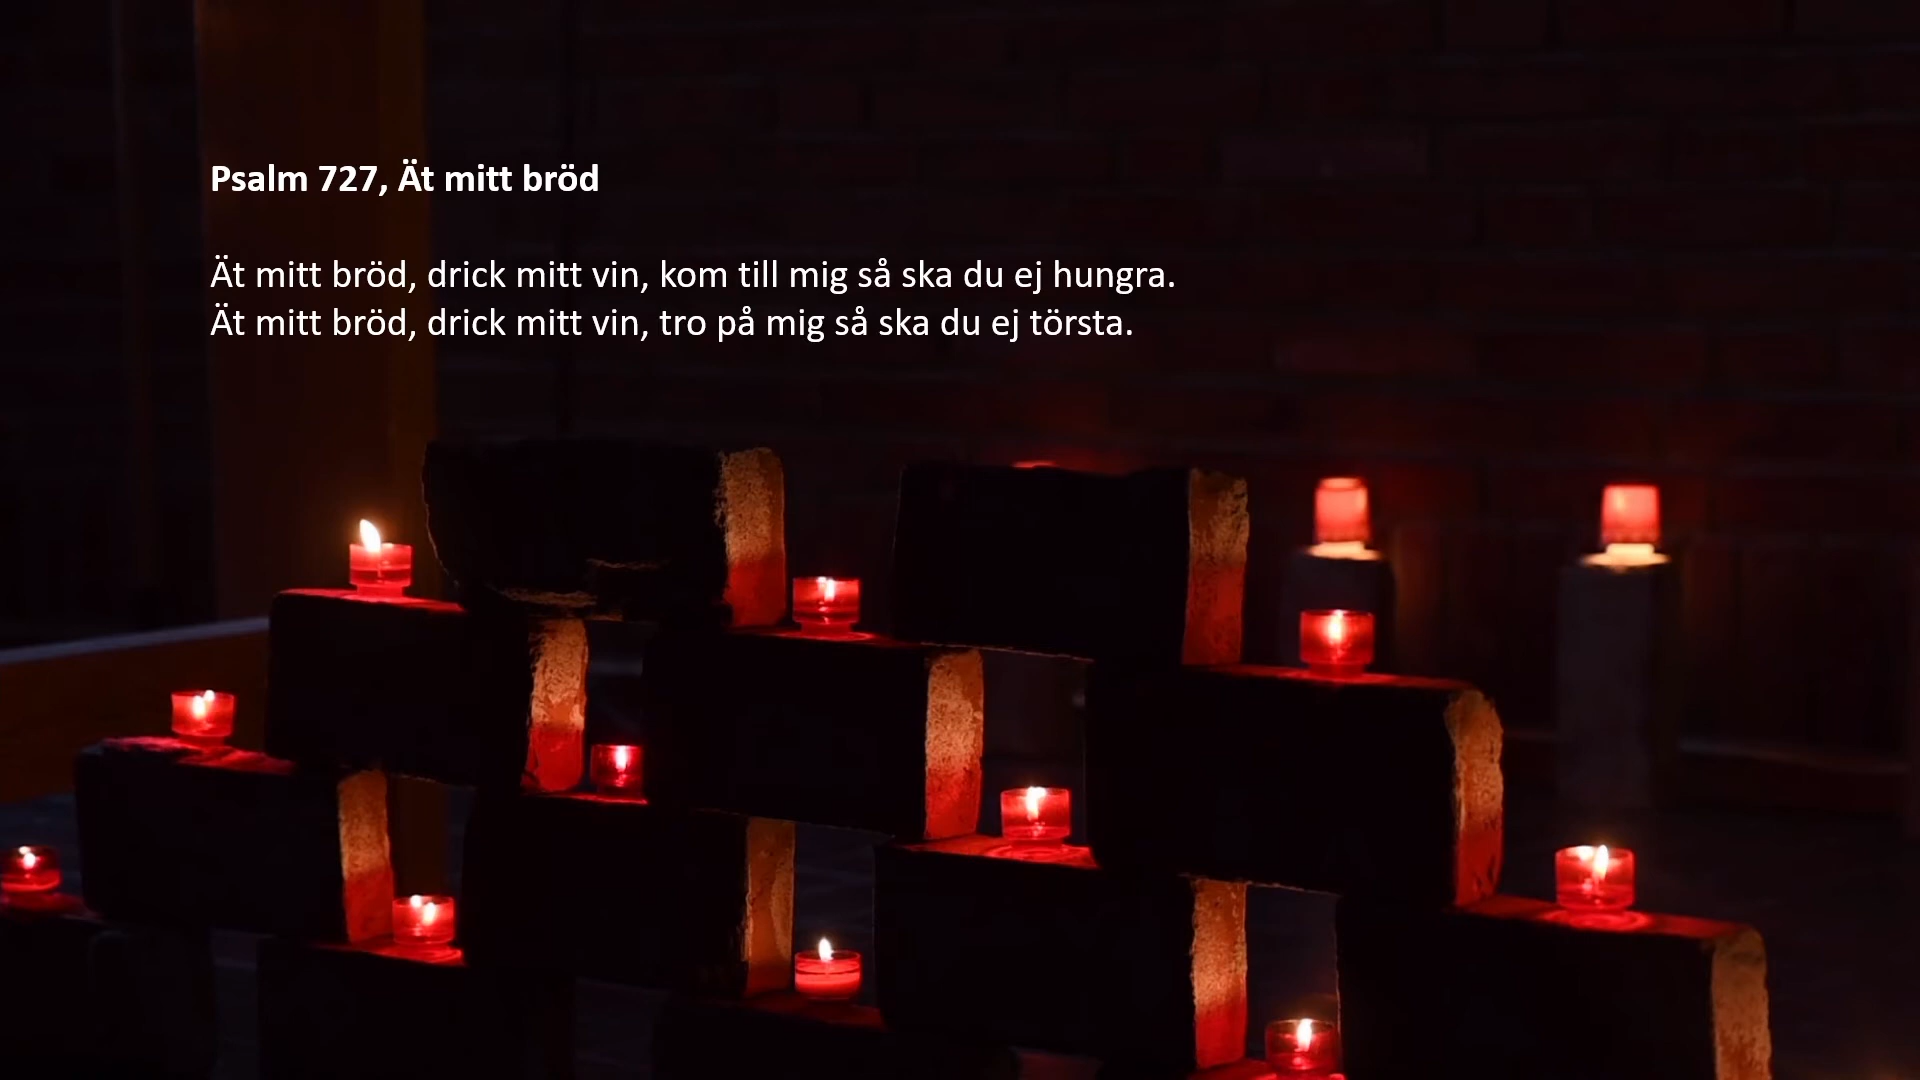 Psalm 727, Ät mitt bröd
Ät mitt bröd, drick mitt vin, kom till mig så ska du ej hungra.
Ät mitt bröd, drick mitt vin, tro på mig så ska du ej törsta.